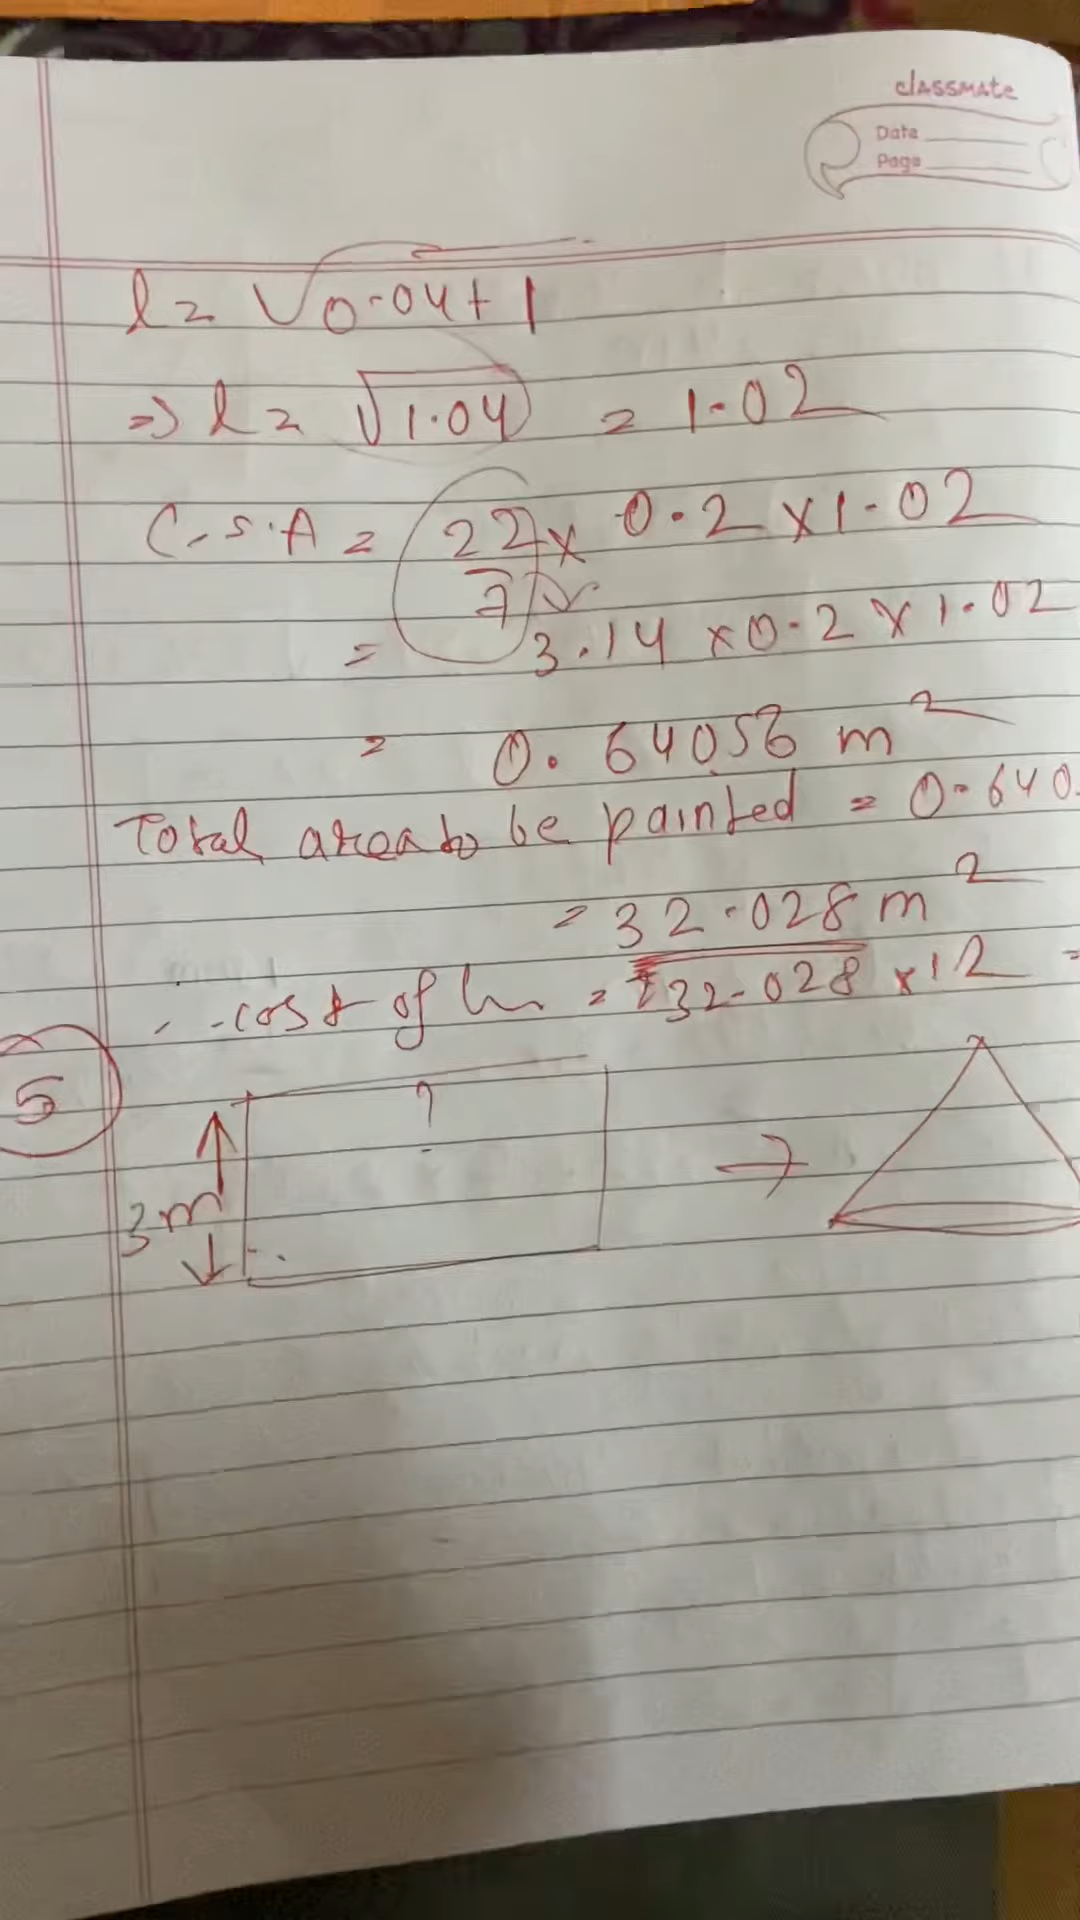 classmate
Date
Page
l = √0.04+1
⇒ l = √1.04 = 1.02
C.S.A = 22/7 × 0.2 × 1.02
= 3.14 × 0.2 × 1.02
= 0.64056 m²
Total area to be painted = 0.640
= 32.028 m²
cost of = ₹32.028 × 12 =
5
?
3m